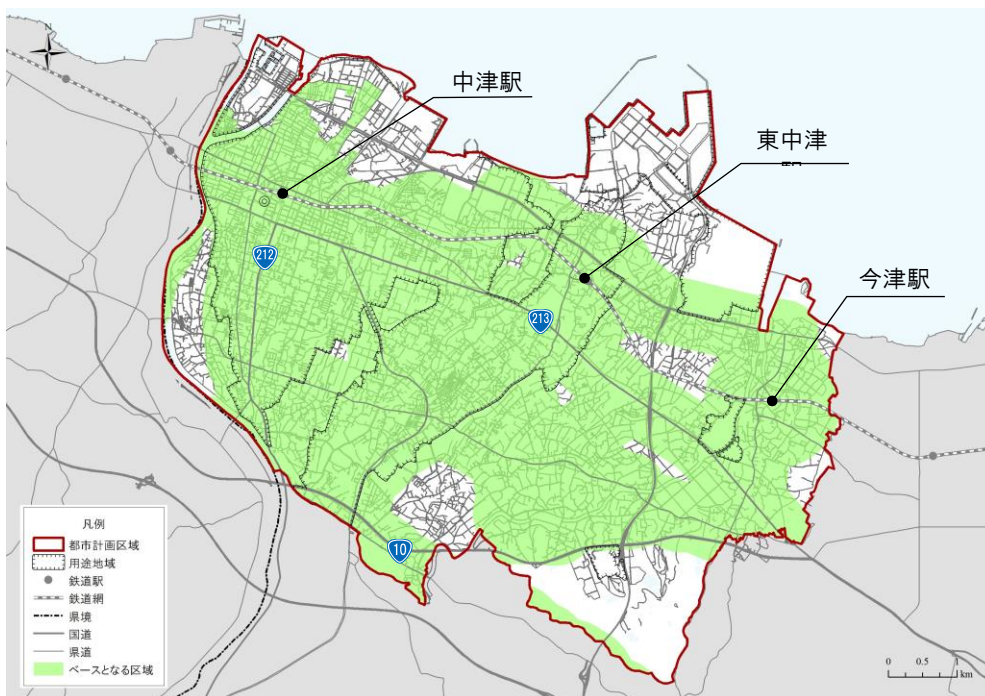 N
中津駅
東中津
今津駅
212
213
10
凡例
都市計画区域
用途地域
鉄道駅
鉄道網
県境
国道
県道
ベースとなる区域
0 0.5 1
km